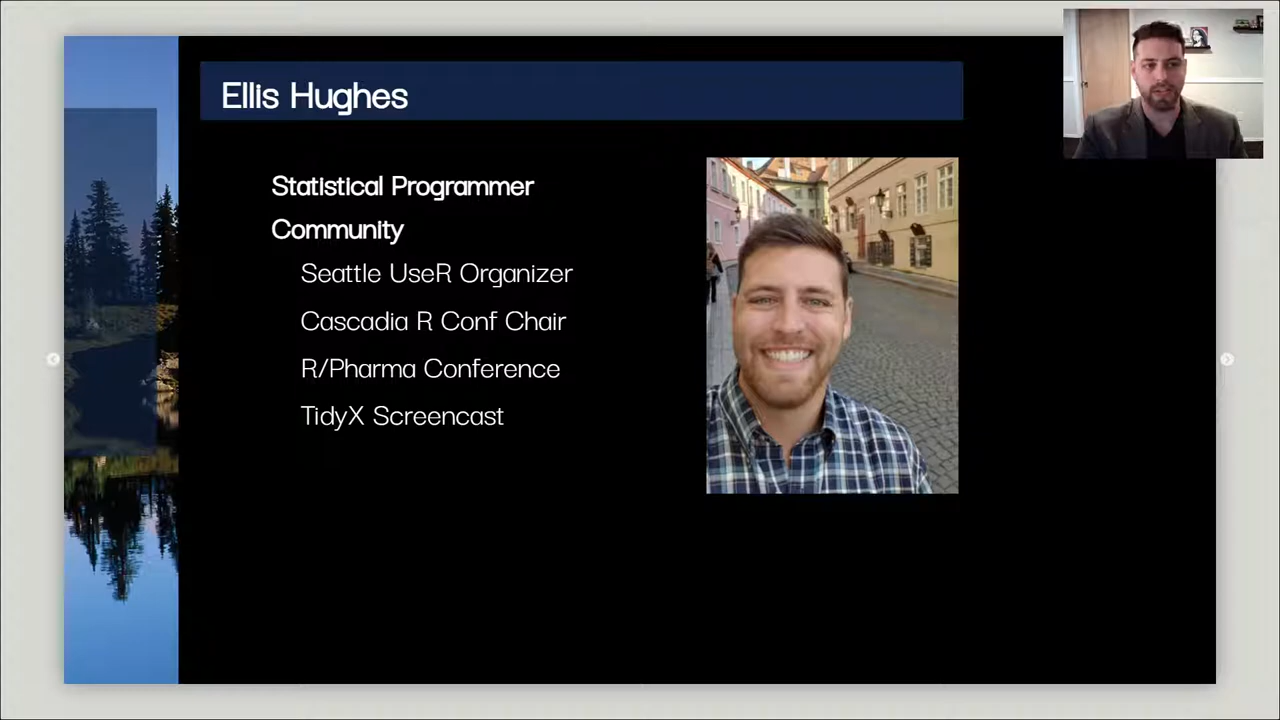 Ellis Hughes
Statistical Programmer
Community
Seattle UseR Organizer
Cascadia R Conf Chair
R/Pharma Conference
TidyX Screencast